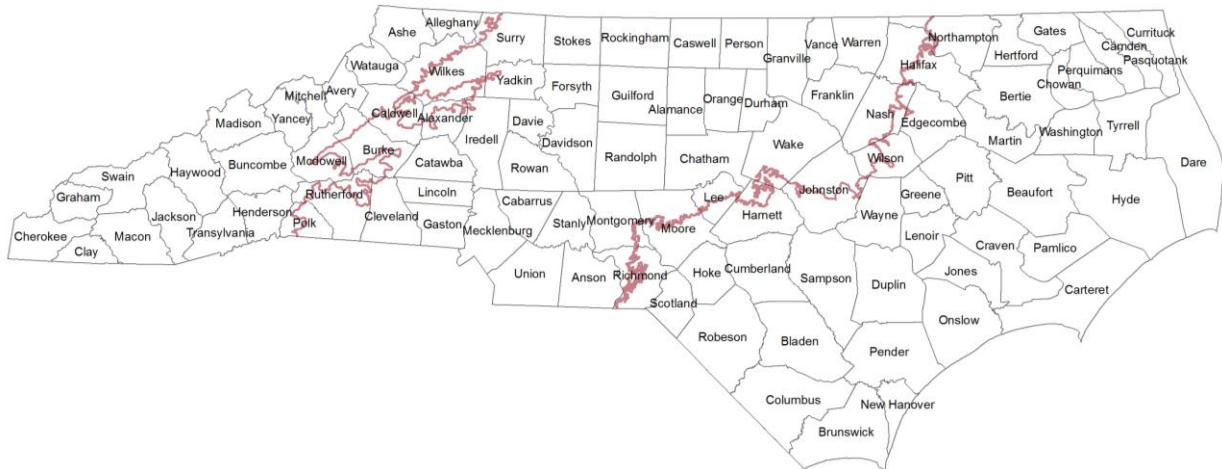 Ashe
Alleghany
Surry
Stokes
Rockingham
Caswell
Person
Granville
Vance
Warren
Northampton
Gates
Currituck
Camden
Pasquotank
Hertford
Halifax
Perquimans
Chowan
Watauga
Wilkes
Yadkin
Forsyth
Guilford
Alamance
Orange
Durham
Franklin
Nash
Bertie
Mitchell
Avery
Caldwell
Alexander
Madison
Yancey
Iredell
Davie
Davidson
Edgecombe
Martin
Washington
Tyrrell
Dare
Buncombe
Mcdowell
Burke
Catawba
Rowan
Randolph
Chatham
Wake
Wilson
Haywood
Swain
Graham
Rutherford
Lincoln
Cabarrus
Stanly
Montgomery
Moore
Lee
Harnett
Johnston
Greene
Pitt
Beaufort
Hyde
Cherokee
Clay
Macon
Jackson
Transylvania
Henderson
Polk
Cleveland
Gaston
Mecklenburg
Wayne
Lenoir
Craven
Pamlico
Union
Anson
Richmond
Scotland
Hoke
Cumberland
Sampson
Duplin
Jones
Carteret
Onslow
Robeson
Bladen
Pender
Columbus
New Hanover
Brunswick